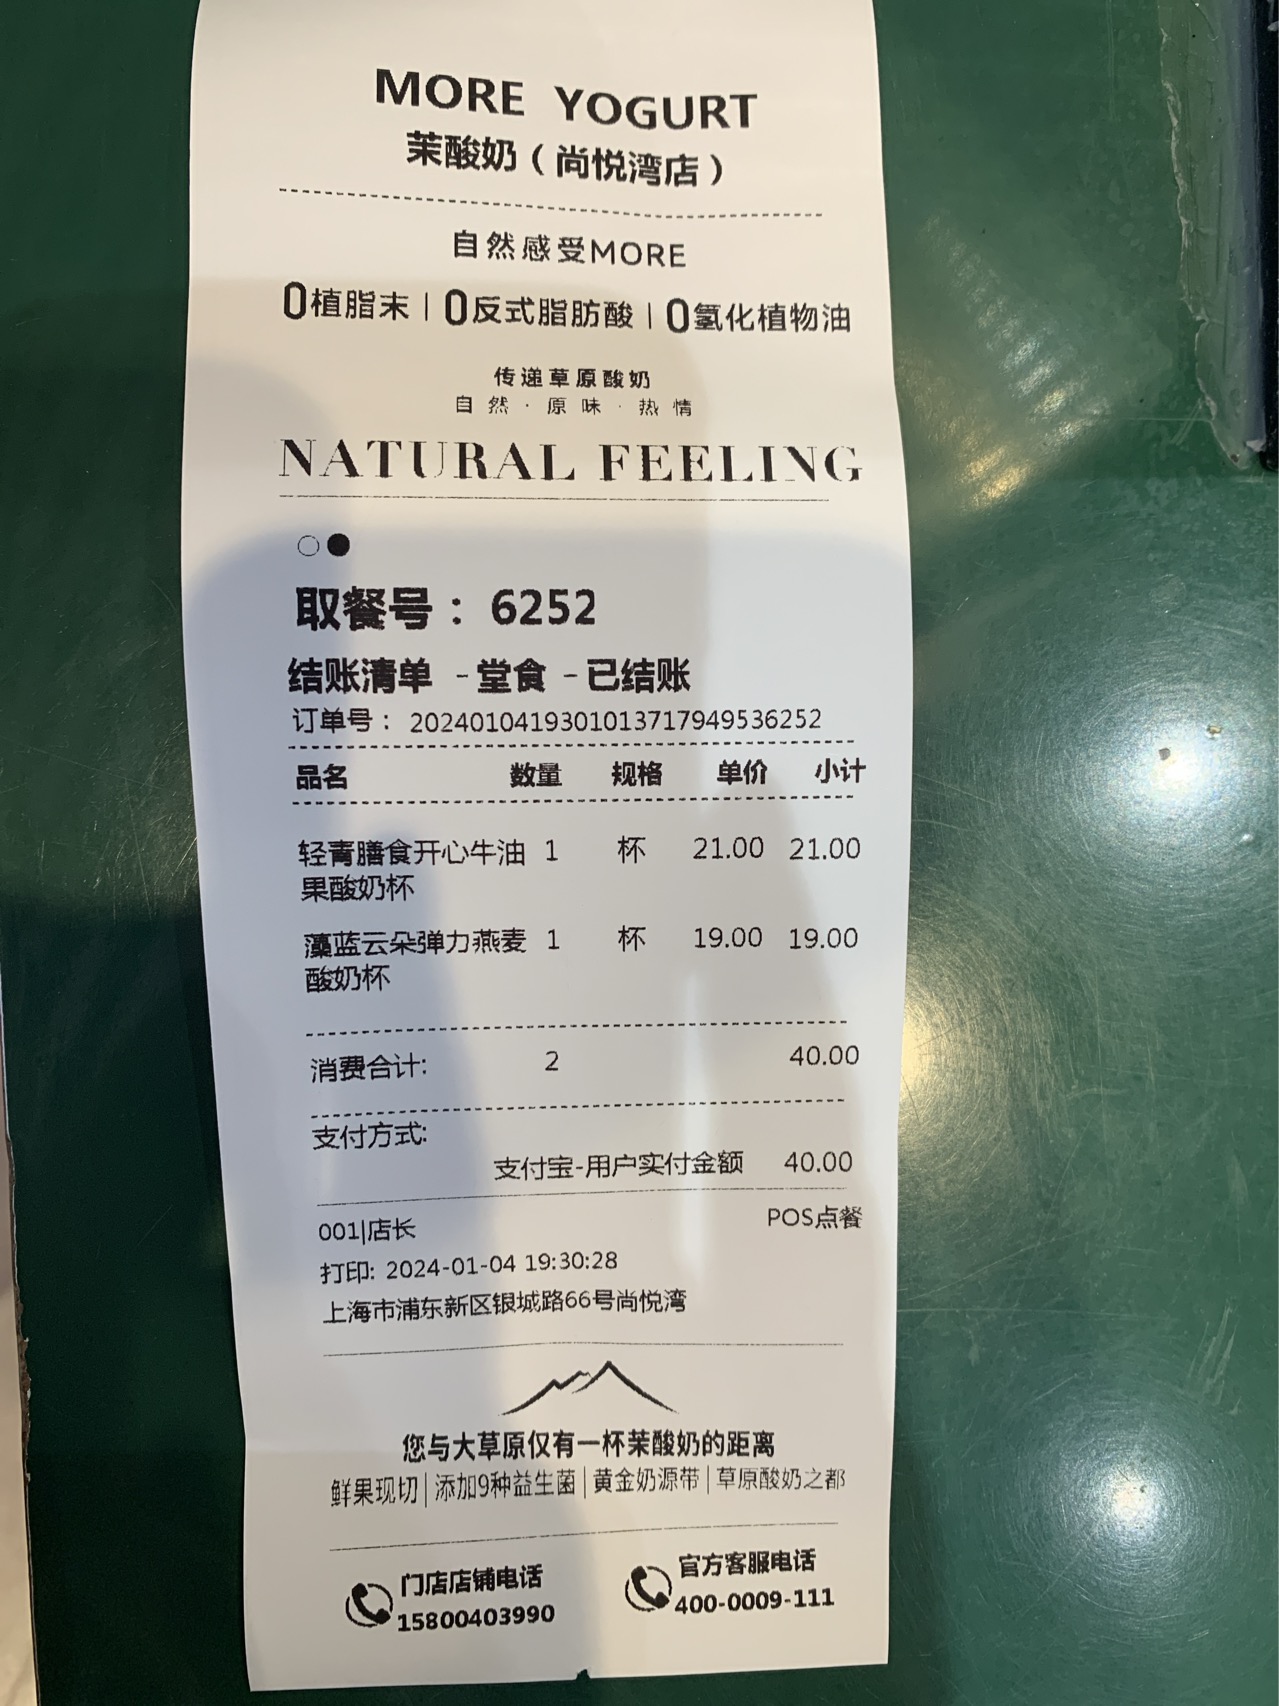 MORE YOGURT
茉酸奶（尚悦湾店）
自然感受MORE
0植脂末 | 0反式脂肪酸 | 0氢化植物油
传递草原酸奶
自然·原味·热情
NATURAL FEELING
取餐号： 6252
结账清单 -堂食 -已结账
订单号： 20240104193010137179495­36252
品名 数量 规格 单价 小计
轻青膳食开心牛油 1 杯 21.00 21.00
果酸奶杯
藻蓝云朵弹力燕麦 1 杯 19.00 19.00
酸奶杯
消费合计: 2 40.00
支付方式:
支付宝-用户实付金额 40.00
001|店长 POS点餐
打印: 2024-01-04 19:30:28
上海市浦东新区银城路66号尚悦湾
您与大草原仅有一杯茉酸奶的距离
鲜果现切|添加9种益生菌|黄金奶源带|草原酸奶之都
门店店铺电话 官方客服电话
15800403990 400-0009-111